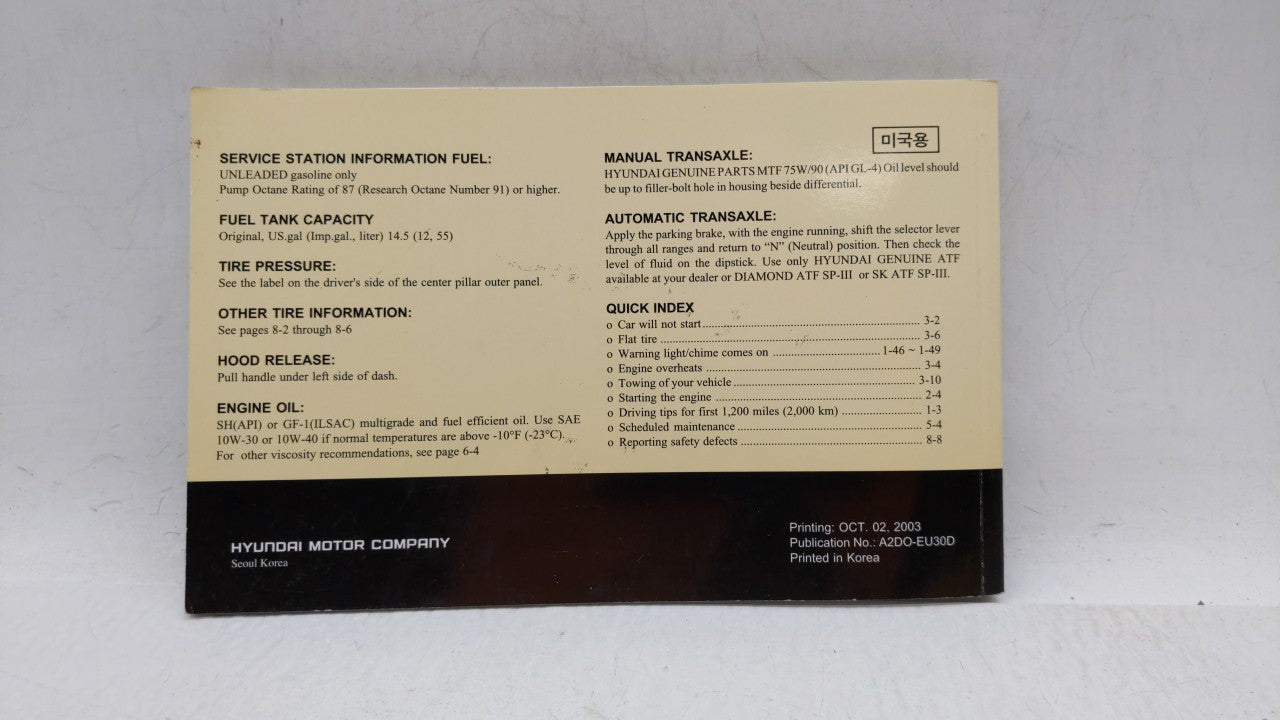 SERVICE STATION INFORMATION FUEL:
UNLEADED gasoline only
Pump Octane Rating of 87 (Research Octane Number 91) or higher.
FUEL TANK CAPACITY
Original, US.gal (Imp.gal., liter) 14.5 (12, 55)
TIRE PRESSURE:
See the label on the driver's side of the center pillar outer panel.
OTHER TIRE INFORMATION:
See pages 8-2 through 8-6
HOOD RELEASE:
Pull handle under left side of dash.
ENGINE OIL:
SH(API) or GF-1(ILSAC) multigrade and fuel efficient oil. Use SAE
10W-30 or 10W-40 if normal temperatures are above -10°F (-23°C).
For other viscosity recommendations, see page 6-4
미국용
MANUAL TRANSAXLE:
HYUNDAI GENUINE PARTS MTF 75W/90 (API GL-4) Oil level should
be up to filler-bolt hole in housing beside differential.
AUTOMATIC TRANSAXLE:
Apply the parking brake, with the engine running, shift the selector lever
through all ranges and return to “N” (Neutral) position. Then check the
level of fluid on the dipstick. Use only HYUNDAI GENUINE ATF
available at your dealer or DIAMOND ATF SP-III or SK ATF SP-III.
QUICK INDEX
o Car will not start ........ 3-2
o Flat tire ........ 3-6
o Warning light/chime comes on ........ 1-46 ~ 1-49
o Engine overheats ........ 3-4
o Towing of your vehicle ........ 3-10
o Starting the engine ........ 2-4
o Driving tips for first 1,200 miles (2,000 km) ........ 1-3
o Scheduled maintenance ........ 5-4
o Reporting safety defects ........ 8-8
HYUNDAI MOTOR COMPANY
Seoul Korea
Printing: OCT. 02, 2003
Publication No.: A2DO-EU30D
Printed in Korea